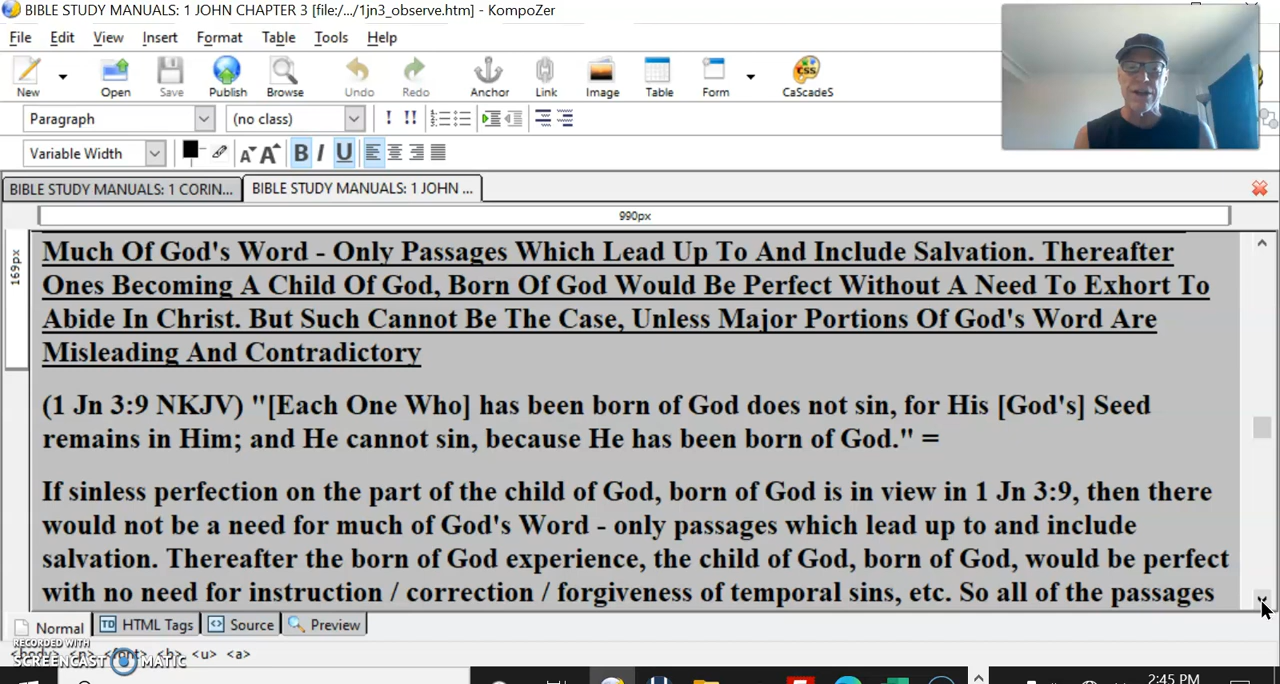 BIBLE STUDY MANUALS: 1 JOHN CHAPTER 3 [file:/.../1jn3_observe.htm] - KompoZer
File Edit View Insert Format Table Tools Help
New Open Save Publish Browse Undo Redo Anchor Link Image Table Form CaScadeS
Paragraph (no class)
Variable Width B I U
BIBLE STUDY MANUALS: 1 CORIN... BIBLE STUDY MANUALS: 1 JOHN ...
990px
169px
Much Of God's Word - Only Passages Which Lead Up To And Include Salvation. Thereafter
Ones Becoming A Child Of God, Born Of God Would Be Perfect Without A Need To Exhort To
Abide In Christ. But Such Cannot Be The Case, Unless Major Portions Of God's Word Are
Misleading And Contradictory
(1 Jn 3:9 NKJV) "[Each One Who] has been born of God does not sin, for His [God's] Seed
remains in Him; and He cannot sin, because He has been born of God." =
If sinless perfection on the part of the child of God, born of God is in view in 1 Jn 3:9, then there
would not be a need for much of God's Word - only passages which lead up to and include
salvation. Thereafter the born of God experience, the child of God, born of God, would be perfect
with no need for instruction / correction / forgiveness of temporal sins, etc. So all of the passages
Normal HTML Tags Source Preview
RECORDED WITH
SCREENCAST MATIC
<body> <p> <font> <b> <u> <a>
2:45 PM